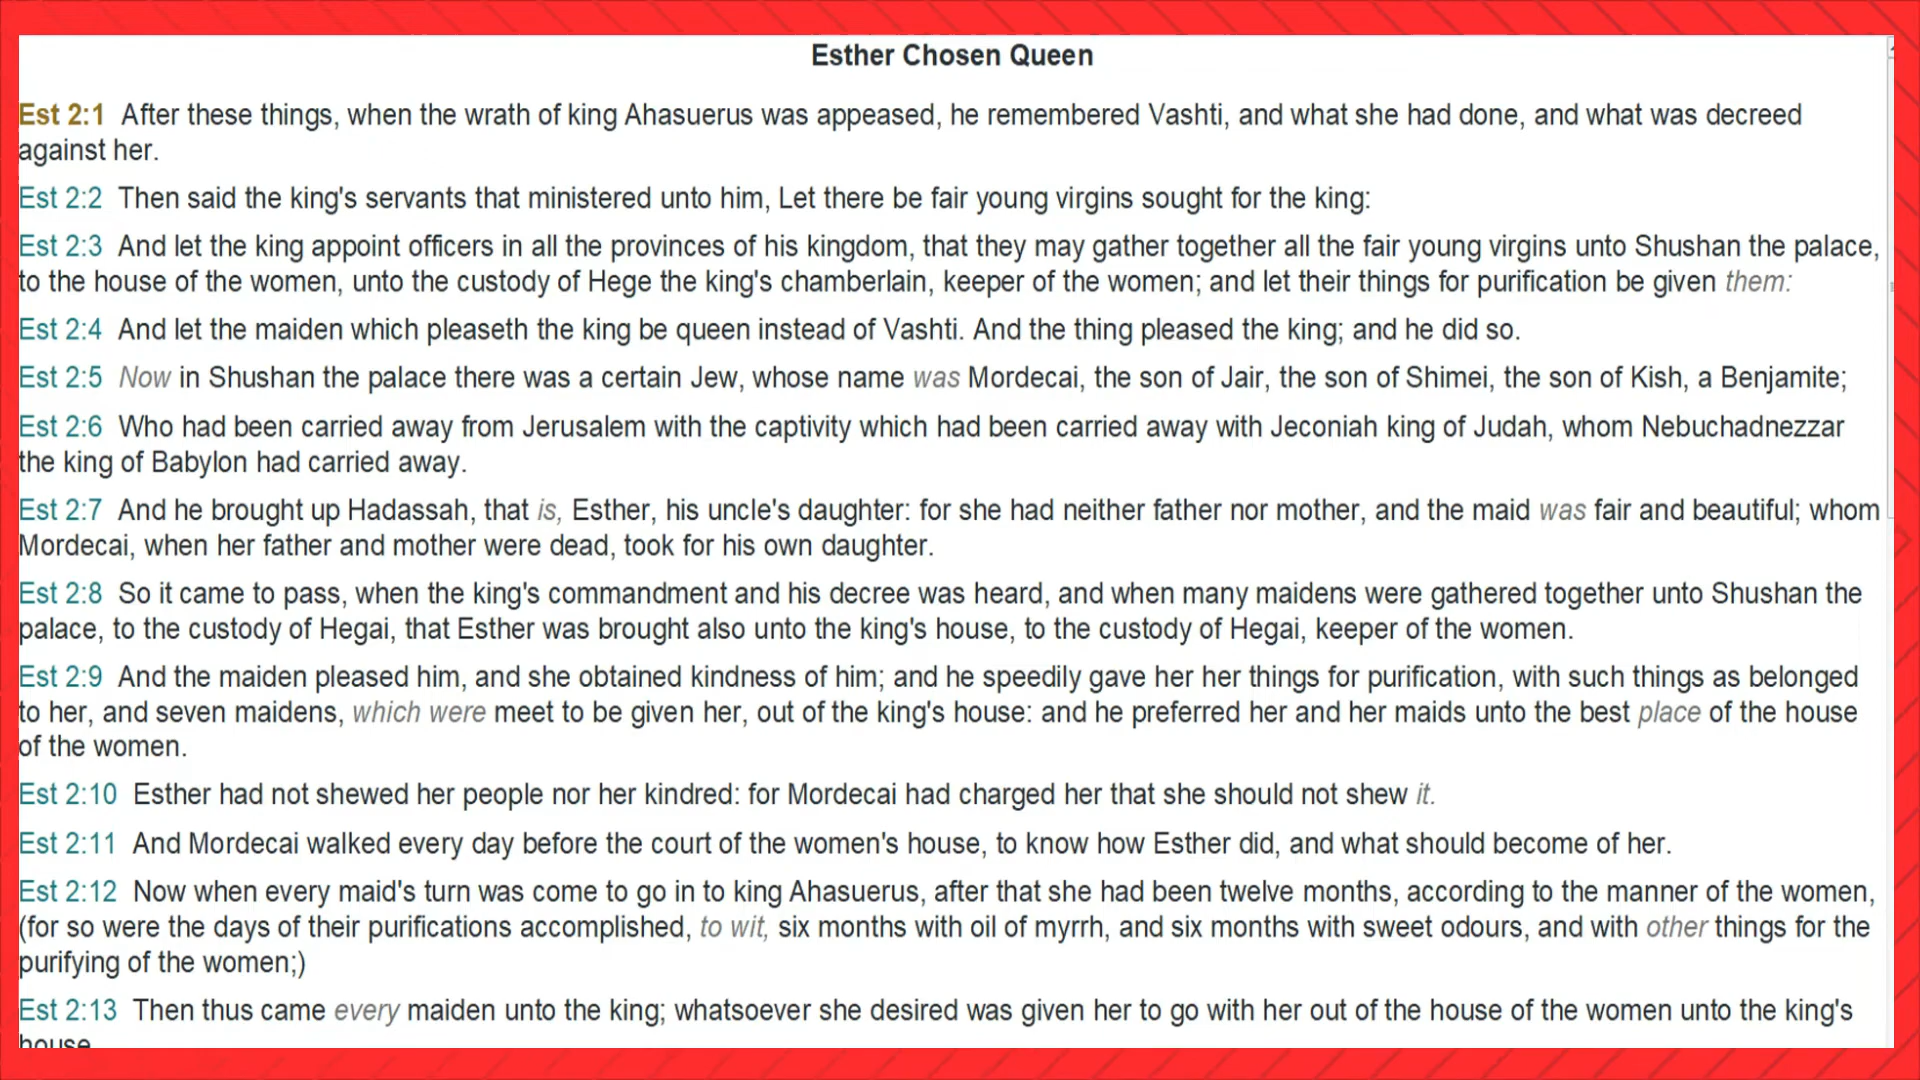 Esther Chosen Queen
Est 2:1 After these things, when the wrath of king Ahasuerus was appeased, he remembered Vashti, and what she had done, and what was decreed
against her.
Est 2:2 Then said the king's servants that ministered unto him, Let there be fair young virgins sought for the king:
Est 2:3 And let the king appoint officers in all the provinces of his kingdom, that they may gather together all the fair young virgins unto Shushan the palace,
to the house of the women, unto the custody of Hege the king's chamberlain, keeper of the women; and let their things for purification be given them:
Est 2:4 And let the maiden which pleaseth the king be queen instead of Vashti. And the thing pleased the king; and he did so.
Est 2:5 Now in Shushan the palace there was a certain Jew, whose name was Mordecai, the son of Jair, the son of Shimei, the son of Kish, a Benjamite;
Est 2:6 Who had been carried away from Jerusalem with the captivity which had been carried away with Jeconiah king of Judah, whom Nebuchadnezzar
the king of Babylon had carried away.
Est 2:7 And he brought up Hadassah, that is, Esther, his uncle's daughter: for she had neither father nor mother, and the maid was fair and beautiful; whom
Mordecai, when her father and mother were dead, took for his own daughter.
Est 2:8 So it came to pass, when the king's commandment and his decree was heard, and when many maidens were gathered together unto Shushan the
palace, to the custody of Hegai, that Esther was brought also unto the king's house, to the custody of Hegai, keeper of the women.
Est 2:9 And the maiden pleased him, and she obtained kindness of him; and he speedily gave her her things for purification, with such things as belonged
to her, and seven maidens, which were meet to be given her, out of the king's house: and he preferred her and her maids unto the best place of the house
of the women.
Est 2:10 Esther had not shewed her people nor her kindred: for Mordecai had charged her that she should not shew it.
Est 2:11 And Mordecai walked every day before the court of the women's house, to know how Esther did, and what should become of her.
Est 2:12 Now when every maid's turn was come to go in to king Ahasuerus, after that she had been twelve months, according to the manner of the women,
(for so were the days of their purifications accomplished, to wit, six months with oil of myrrh, and six months with sweet odours, and with other things for the
purifying of the women;)
Est 2:13 Then thus came every maiden unto the king; whatsoever she desired was given her to go with her out of the house of the women unto the king's
house.